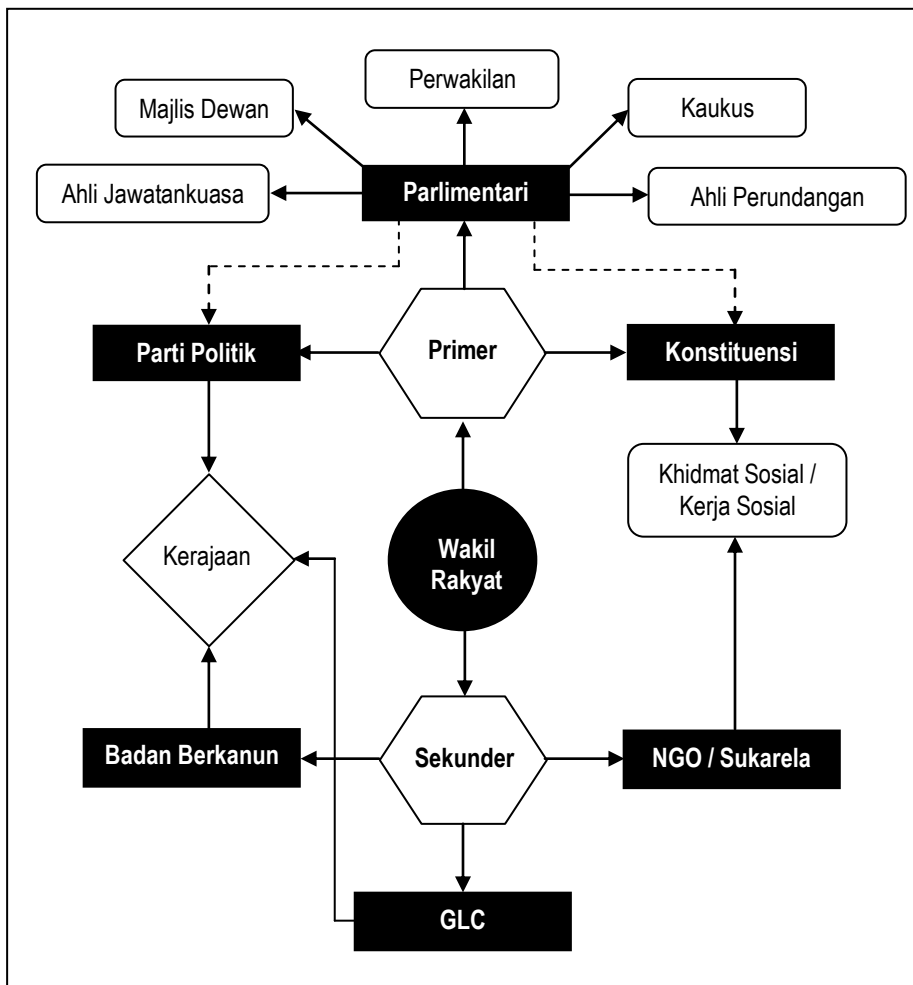 Perwakilan
Majlis Dewan
Kaukus
Ahli Jawatankuasa
Parlimentari
Ahli Perundangan
Parti Politik
Primer
Konstituensi
Khidmat Sosial /
Kerja Sosial
Kerajaan
Wakil
Rakyat
Badan Berkanun
Sekunder
NGO / Sukarela
GLC